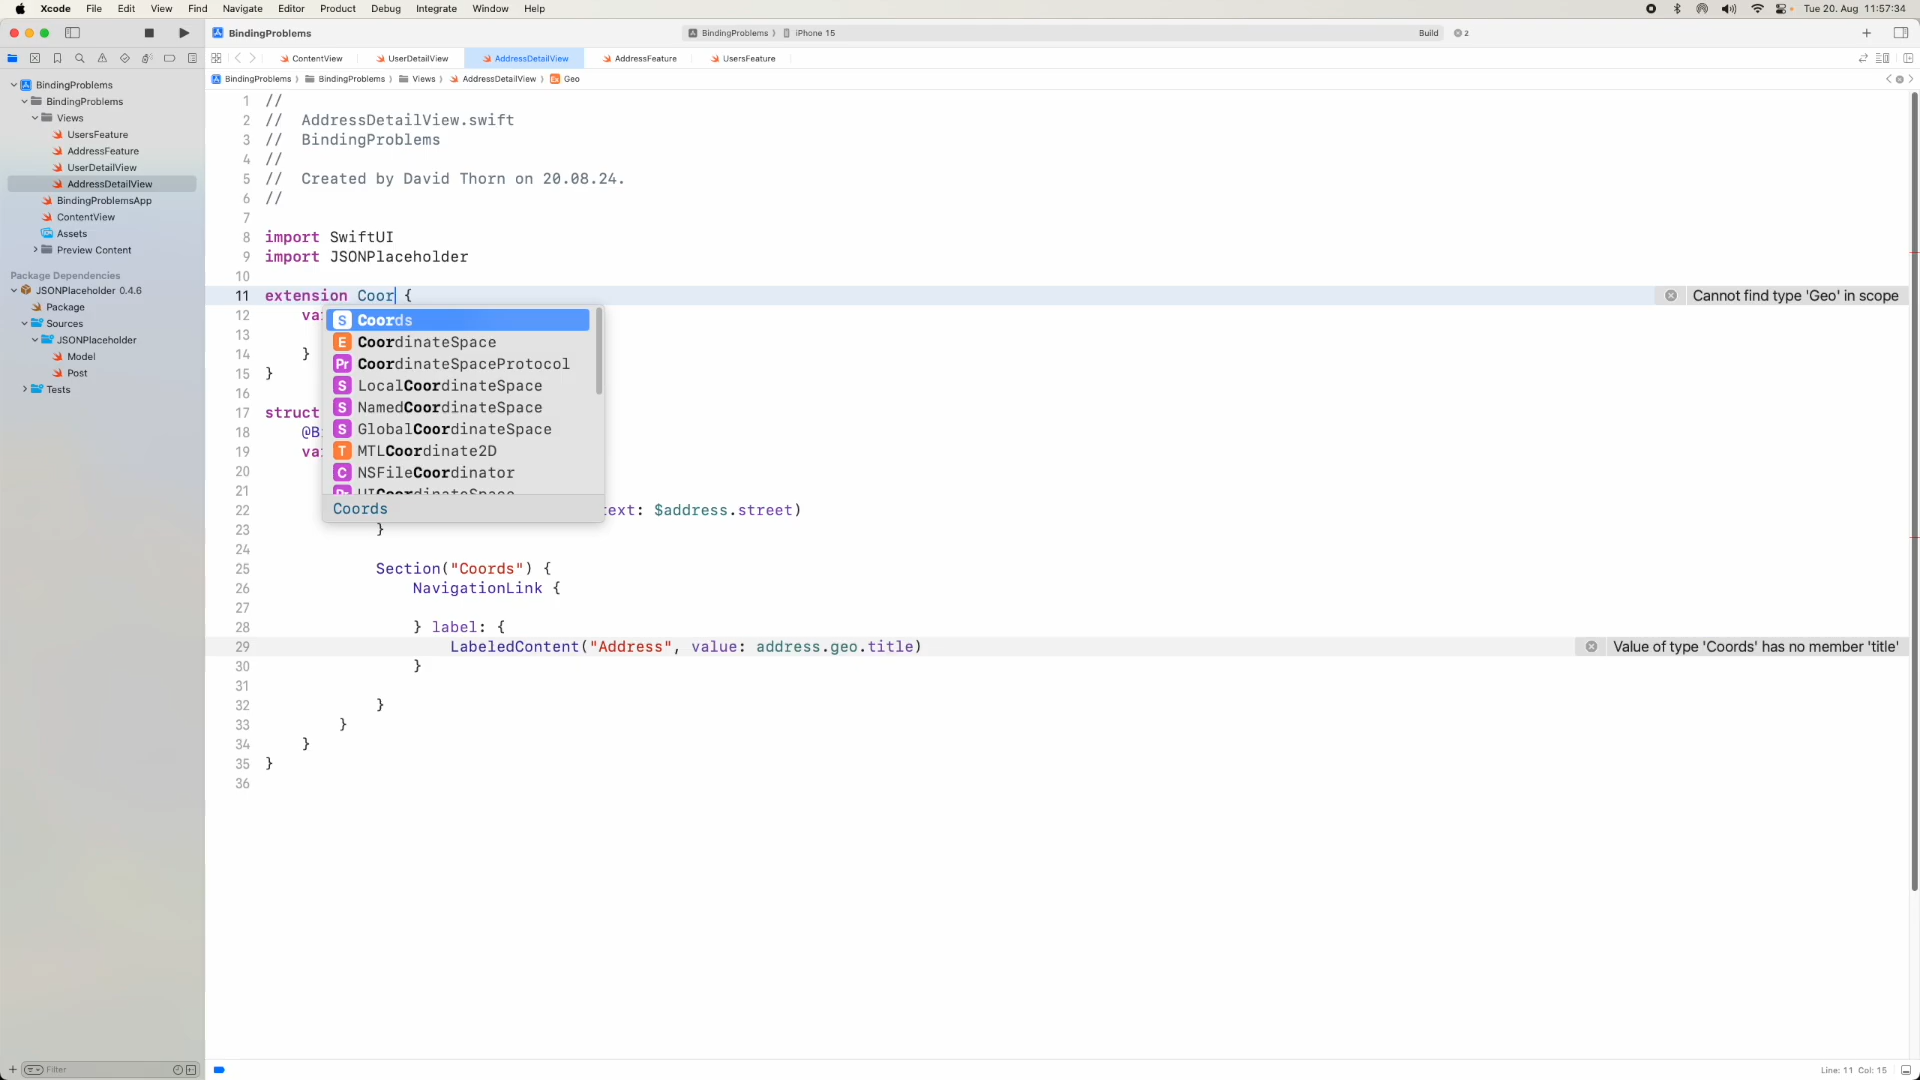 Xcode File Edit View Find Navigate Editor Product Debug Integrate Window Help Tue 20. Aug 11:57:34
BindingProblems BindingProblems iPhone 15 Build 2
ContentView UserDetailView AddressDetailView AddressFeature UsersFeature
BindingProblems BindingProblems Views AddressDetailView Ex Geo
BindingProblems
BindingProblems
Views
UsersFeature
AddressFeature
UserDetailView
AddressDetailView
BindingProblemsApp
ContentView
Assets
Preview Content
Package Dependencies
JSONPlaceholder 0.4.6
Package
Sources
JSONPlaceholder
Model
Post
Tests
Filter
1 //
2 // AddressDetailView.swift
3 // BindingProblems
4 //
5 // Created by David Thorn on 20.08.24.
6 //
7
8 import SwiftUI
9 import JSONPlaceholder
10
11 extension Coor { Cannot find type 'Geo' in scope
12 va
13
14 }
15 }
16
17 struct
18 @B
19 va
20
21
22 ext: $address.street)
23 }
24
25 Section("Coords") {
26 NavigationLink {
27
28 } label: {
29 LabeledContent("Address", value: address.geo.title) Value of type 'Coords' has no member 'title'
30 }
31
32 }
33 }
34 }
35 }
36
S Coords
E CoordinateSpace
Pr CoordinateSpaceProtocol
S LocalCoordinateSpace
S NamedCoordinateSpace
S GlobalCoordinateSpace
T MTLCoordinate2D
C NSFileCoordinator
Pr UICoordinateSpace
Coords
Line: 11 Col: 15